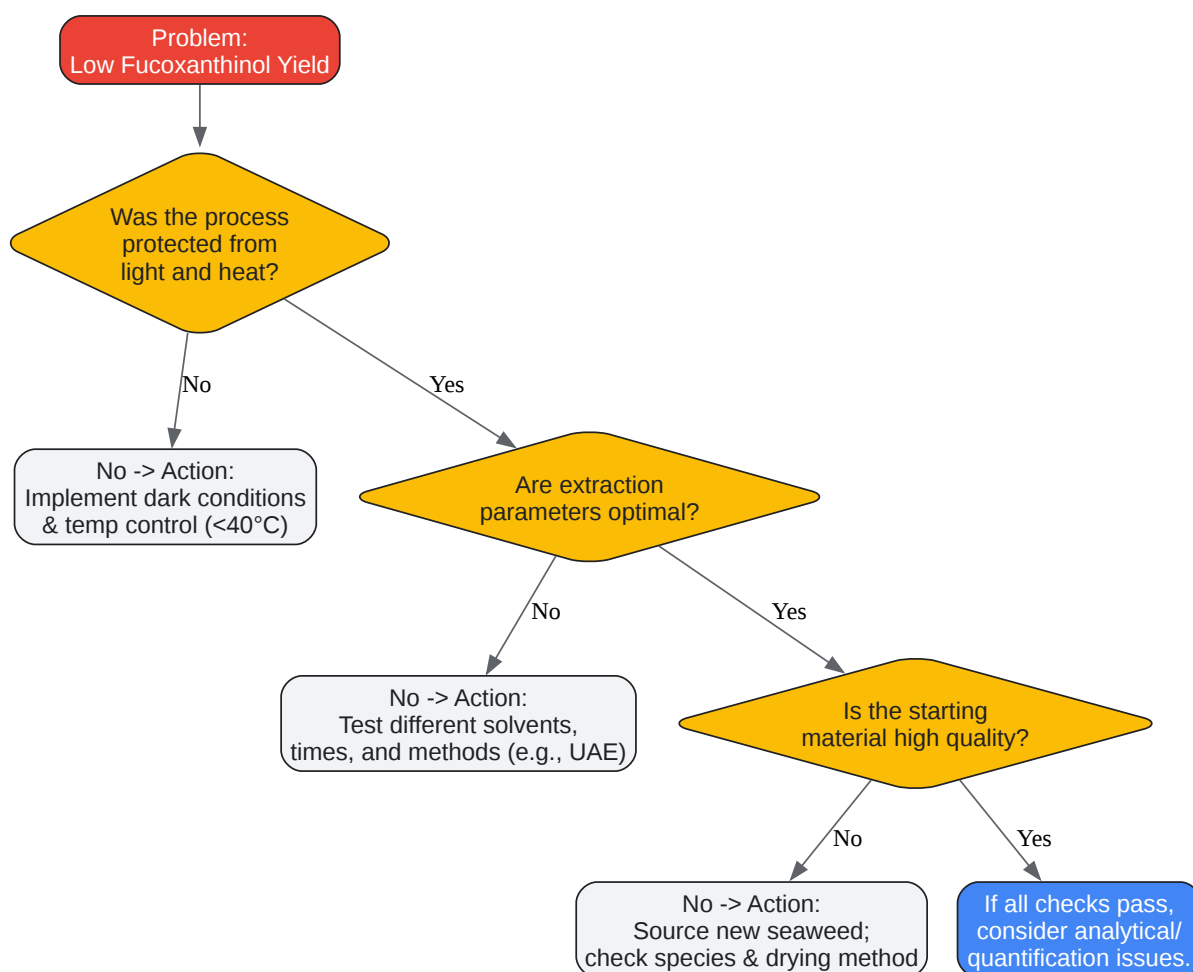 Problem:
Low Fucoxanthinol Yield
Was the process
protected from
light and heat?
No
Yes
No -> Action:
Implement dark conditions
& temp control (<40°C)
Are extraction
parameters optimal?
No
Yes
No -> Action:
Test different solvents,
times, and methods (e.g., UAE)
Is the starting
material high quality?
No
Yes
No -> Action:
Source new seaweed;
check species & drying method
If all checks pass,
consider analytical/
quantification issues.